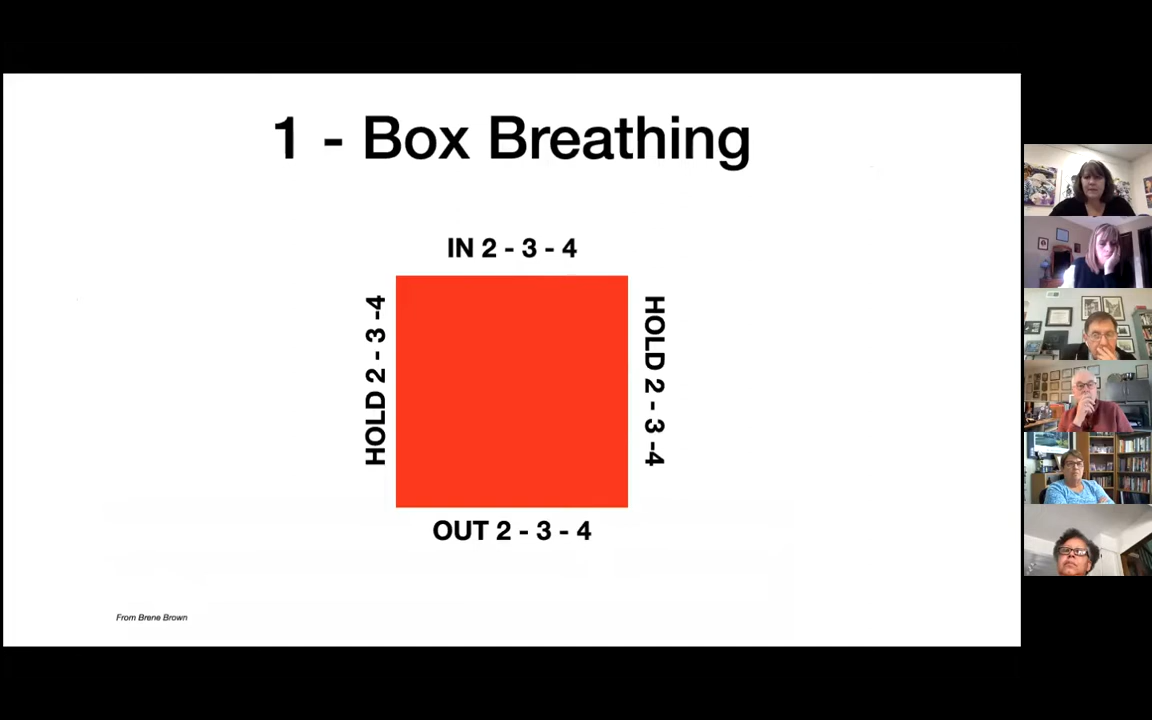 1 - Box Breathing
IN 2 - 3 - 4
HOLD 2 - 3 -4
HOLD 2 - 3 -4
OUT 2 - 3 - 4
From Brene Brown